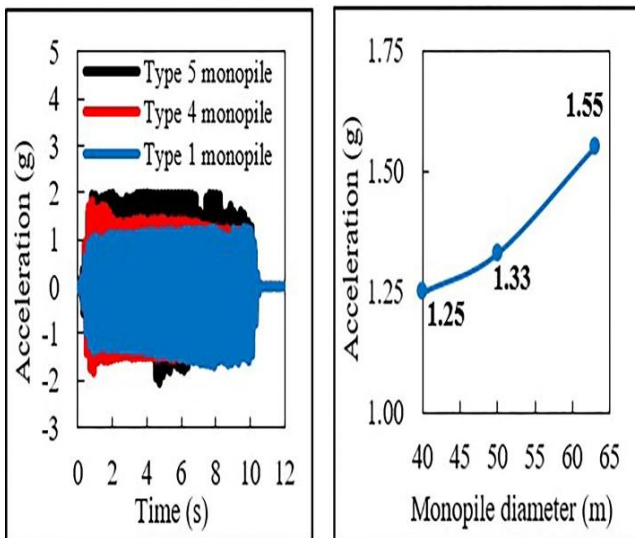 5
4
3
2
1
0
-1
-2
-3
Acceleration (g)
Type 5 monopile
Type 4 monopile
Type 1 monopile
0 2 4 6 8 10 12
Time (s)
1.75
1.50
1.25
1.00
Acceleration (g)
1.55
1.33
1.25
40 45 50 55 60 65
Monopile diameter (m)